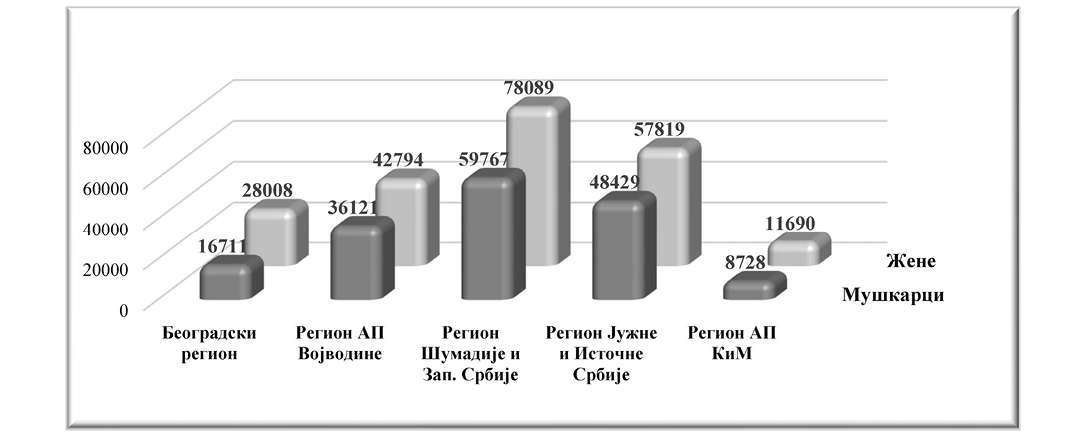 78089
80000
57819
42794
59767
60000
28008
36121
48429
40000
16711
11690
20000
8728
Жене
0
Мушкарци
Београдски
регион
Регион АП
Војводине
Регион
Шумадије и
Зап. Србије
Регион Јужне
и Источне
Србије
Регион АП
КиМ